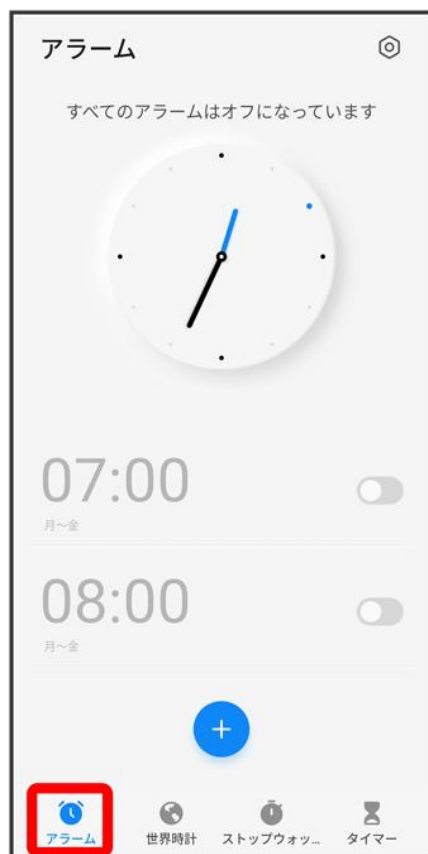 アラーム
すべてのアラームはオフになっています
07:00
月～金
08:00
月～金
アラーム
世界時計
ストップウォッ...
タイマー